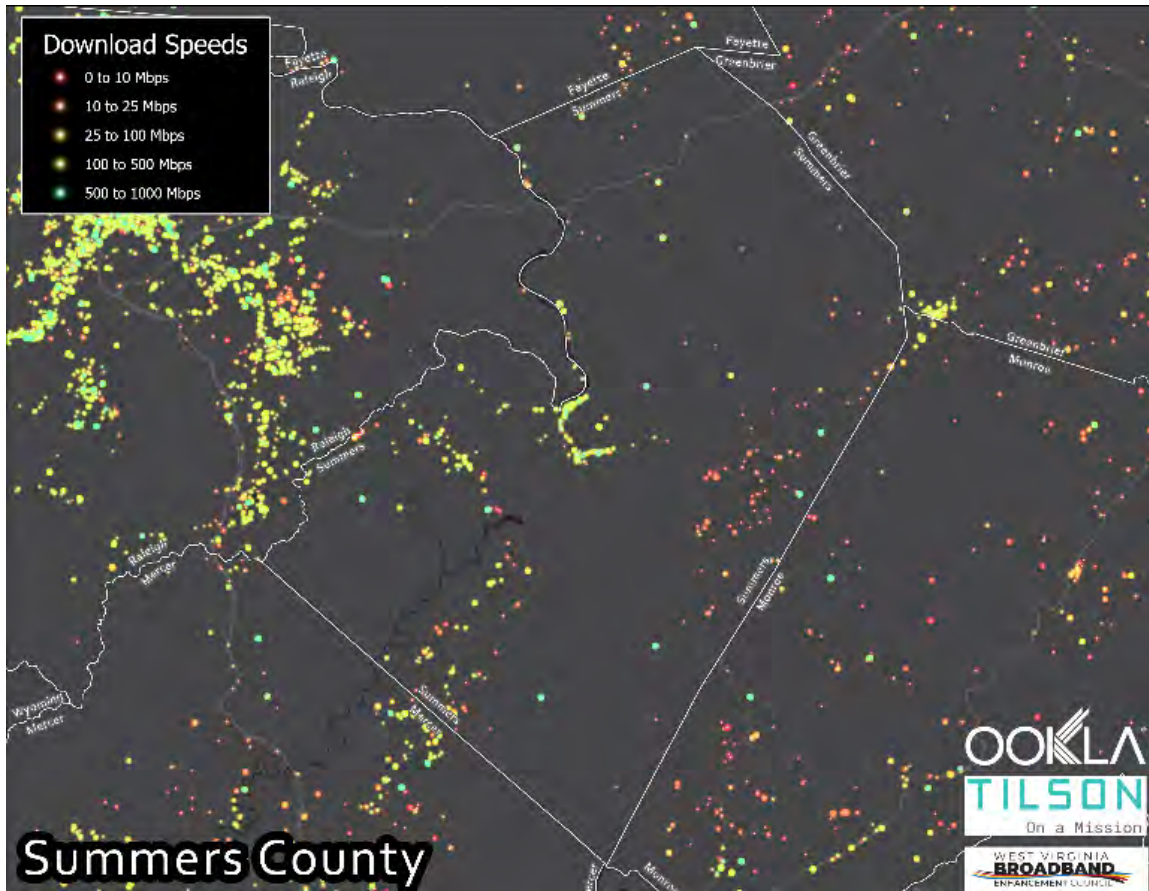 Download Speeds
0 to 10 Mbps
10 to 25 Mbps
25 to 100 Mbps
100 to 500 Mbps
500 to 1000 Mbps
Fayette
Raleigh
Fayette
Summers
Fayette
Greenbrier
Greenbrier
Summers
Greenbrier
Monroe
Raleigh
Summers
Raleigh
Mercer
Summers
Monroe
Wyoming
Mercer
Summers
Mercer
Monroe
Summers County
OOKLA
TILSON
On a Mission
WEST VIRGINIA
BROADBAND
ENHANCEMENT COUNCIL